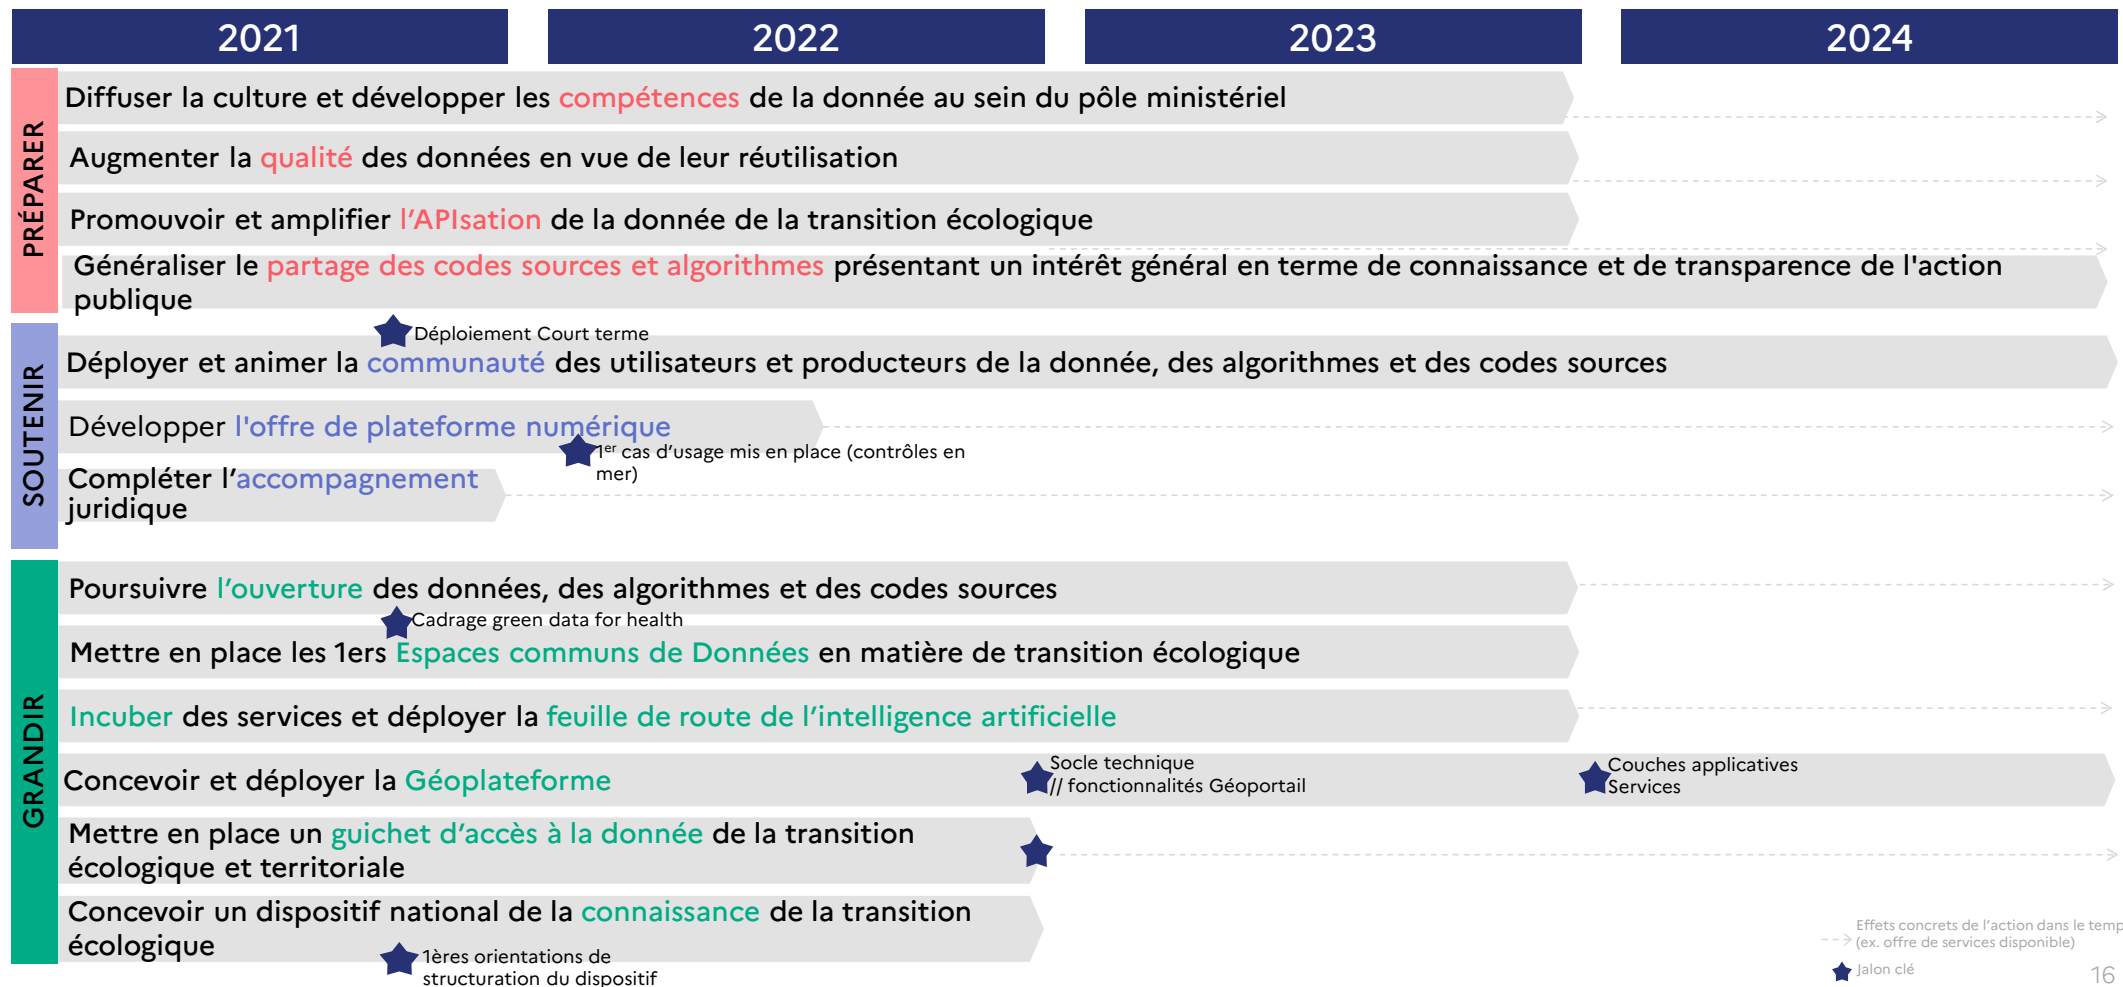 2021
2022
2023
2024
PRÉPARER
Diffuser la culture et développer les compétences de la donnée au sein du pôle ministériel
Augmenter la qualité des données en vue de leur réutilisation
Promouvoir et amplifier l’APIsation de la donnée de la transition écologique
Généraliser le partage des codes sources et algorithmes présentant un intérêt général en terme de connaissance et de transparence de l'action
publique
SOUTENIR
Déploiement Court terme
Déployer et animer la communauté des utilisateurs et producteurs de la donnée, des algorithmes et des codes sources
Développer l'offre de plateforme numérique
1er cas d’usage mis en place (contrôles en
mer)
Compléter l’accompagnement
juridique
GRANDIR
Poursuivre l’ouverture des données, des algorithmes et des codes sources
Cadrage green data for health
Mettre en place les 1ers Espaces communs de Données en matière de transition écologique
Incuber des services et déployer la feuille de route de l’intelligence artificielle
Concevoir et déployer la Géoplateforme
Socle technique
// fonctionnalités Géoportail
Couches applicatives
Services
Mettre en place un guichet d’accès à la donnée de la transition
écologique et territoriale
Concevoir un dispositif national de la connaissance de la transition
écologique
1ères orientations de
structuration du dispositif
Effets concrets de l’action dans le temp
(ex. offre de services disponible)
Jalon clé
16